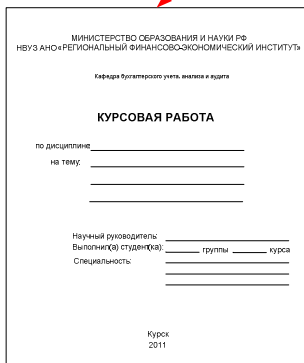 МИНИСТЕРСТВО ОБРАЗОВАНИЯ И НАУКИ РФ
НВУЗ АНО «РЕГИОНАЛЬНЫЙ ФИНАНСОВО-ЭКОНОМИЧЕСКИЙ ИНСТИТУТ»
Кафедра бухгалтерского учета, анализа и аудита
КУРСОВАЯ РАБОТА
по дисциплине
на тему:
Научный руководитель:
Выполнил(а) студент(ка): группы курса
Специальность:
Курск
2011